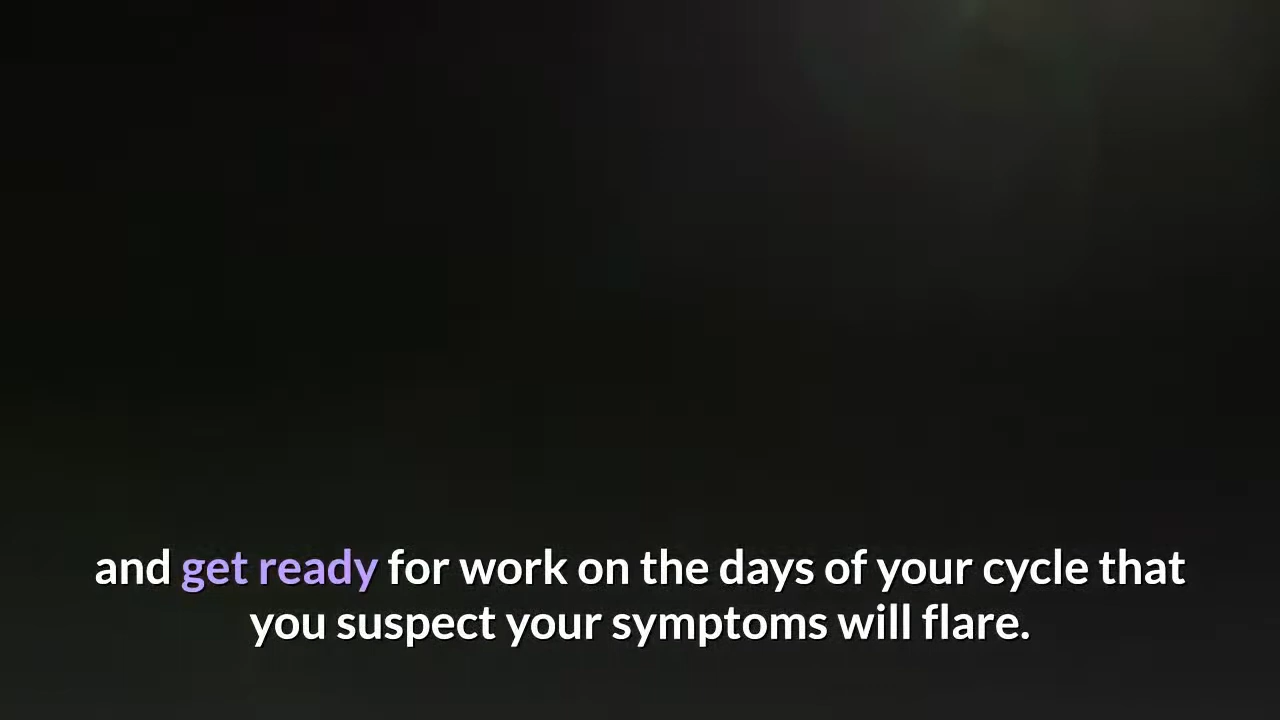 and get ready for work on the days of your cycle that
you suspect your symptoms will flare.